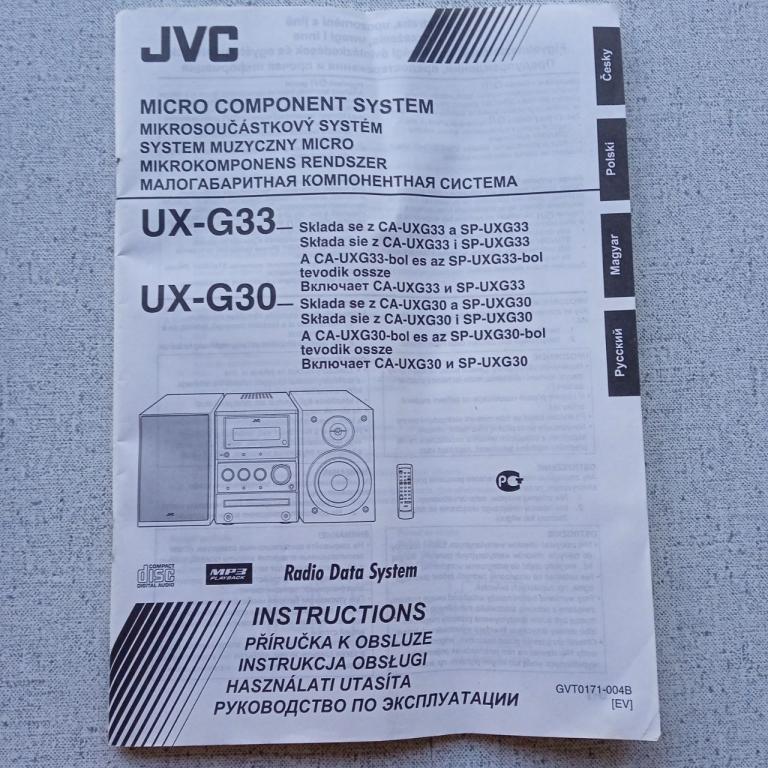 JVC
MICRO COMPONENT SYSTEM
MIKROSOUČÁSTKOVÝ SYSTÉM
SYSTEM MUZYCZNY MICRO
MIKROKOMPONENS RENDSZER
МАЛОГАБАРИТНАЯ КОМПОНЕНТНАЯ СИСТЕМА
UX-G33 — Sklada se z CA-UXG33 a SP-UXG33
Składa sie z CA-UXG33 i SP-UXG33
A CA-UXG33-bol es az SP-UXG33-bol
tevodik ossze
Включает CA-UXG33 и SP-UXG33
UX-G30 — Sklada se z CA-UXG30 a SP-UXG30
Składa sie z CA-UXG30 i SP-UXG30
A CA-UXG30-bol es az SP-UXG30-bol
tevodik ossze
Включает CA-UXG30 и SP-UXG30
Česky
Polski
Magyar
Русский
JVC
JVC
COMPACT
disc
DIGITAL AUDIO
MP3
PLAYBACK
Radio Data System
INSTRUCTIONS
PŘÍRUČKA K OBSLUZE
INSTRUKCJA OBSŁUGI
HASZNÁLATI UTASÍTA
РУКОВОДСТВО ПО ЭКСПЛУАТАЦИИ
GVT0171-004B
[EV]